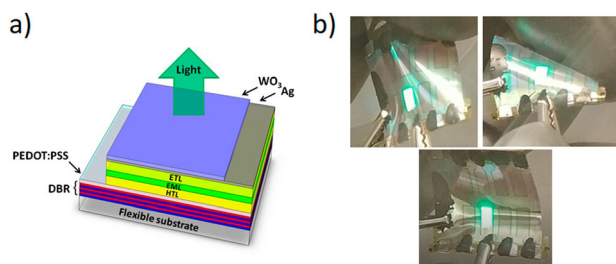 a)
b)
Light
WO3
Ag
PEDOT:PSS
ETL
EML
HTL
DBR
Flexible substrate